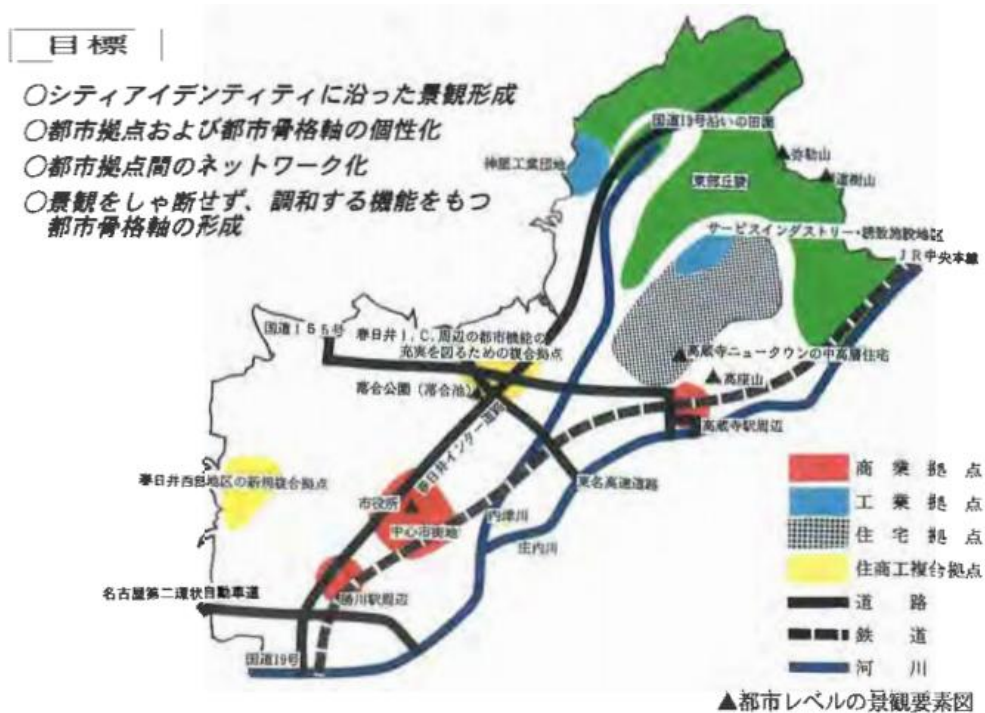 目標
○シティアイデンティティに沿った景観形成
○都市拠点および都市骨格軸の個性化
○都市拠点間のネットワーク化
○景観をしゃ断せず、調和する機能をもつ
都市骨格軸の形成
国道19号沿いの田園
神屋工業団地
▲弥勒山
東部丘陵
▲道樹山
サービスインダストリー・誘致施設地区
JR中央本線
国道155号
春日井I.C.周辺の都市機能の
充実を図るための複合拠点
▲高蔵寺ニュータウンの中高層住宅
▲高座山
落合公園(落合池)
高蔵寺駅周辺
春日井インター道路
春日井西部地区の新規複合拠点
東名高速道路
市役所
内津川
中心市街地
庄内川
名古屋第二環状自動車道
勝川駅周辺
国道19号
商業拠点
工業拠点
住宅拠点
住商工複合拠点
道路
鉄道
河川
▲都市レベルの景観要素図